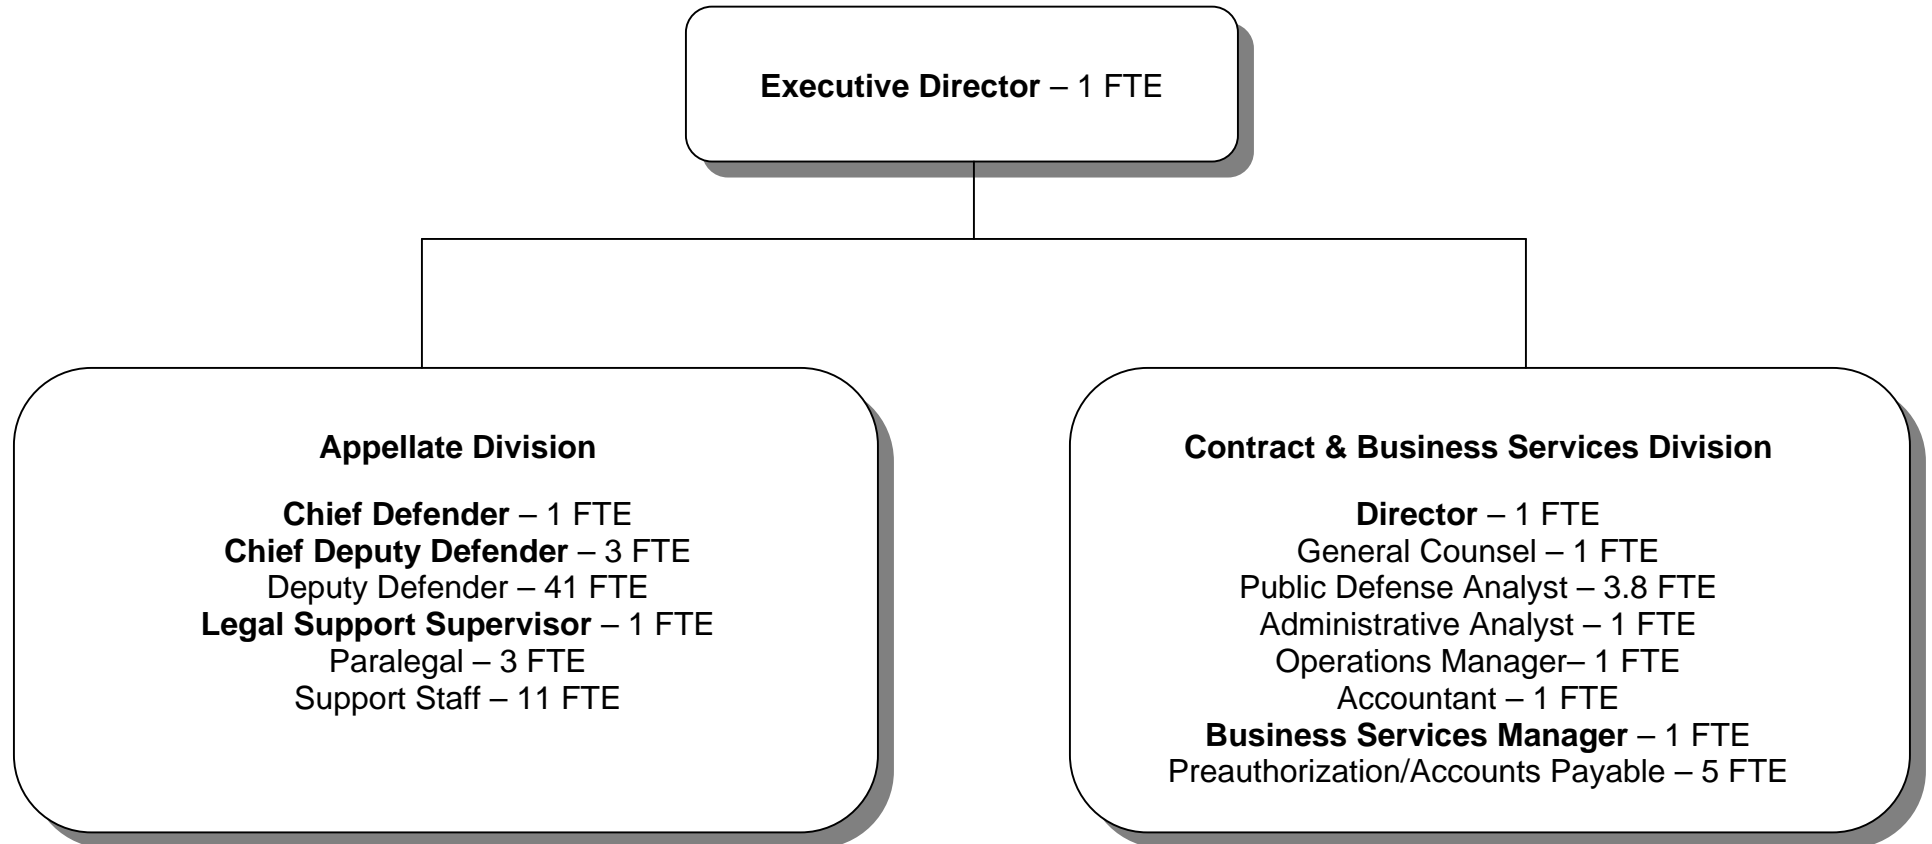 Executive Director – 1 FTE
Appellate Division
Chief Defender – 1 FTE
Chief Deputy Defender – 3 FTE
Deputy Defender – 41 FTE
Legal Support Supervisor – 1 FTE
Paralegal – 3 FTE
Support Staff – 11 FTE
Contract & Business Services Division
Director – 1 FTE
General Counsel – 1 FTE
Public Defense Analyst – 3.8 FTE
Administrative Analyst – 1 FTE
Operations Manager– 1 FTE
Accountant – 1 FTE
Business Services Manager – 1 FTE
Preauthorization/Accounts Payable – 5 FTE